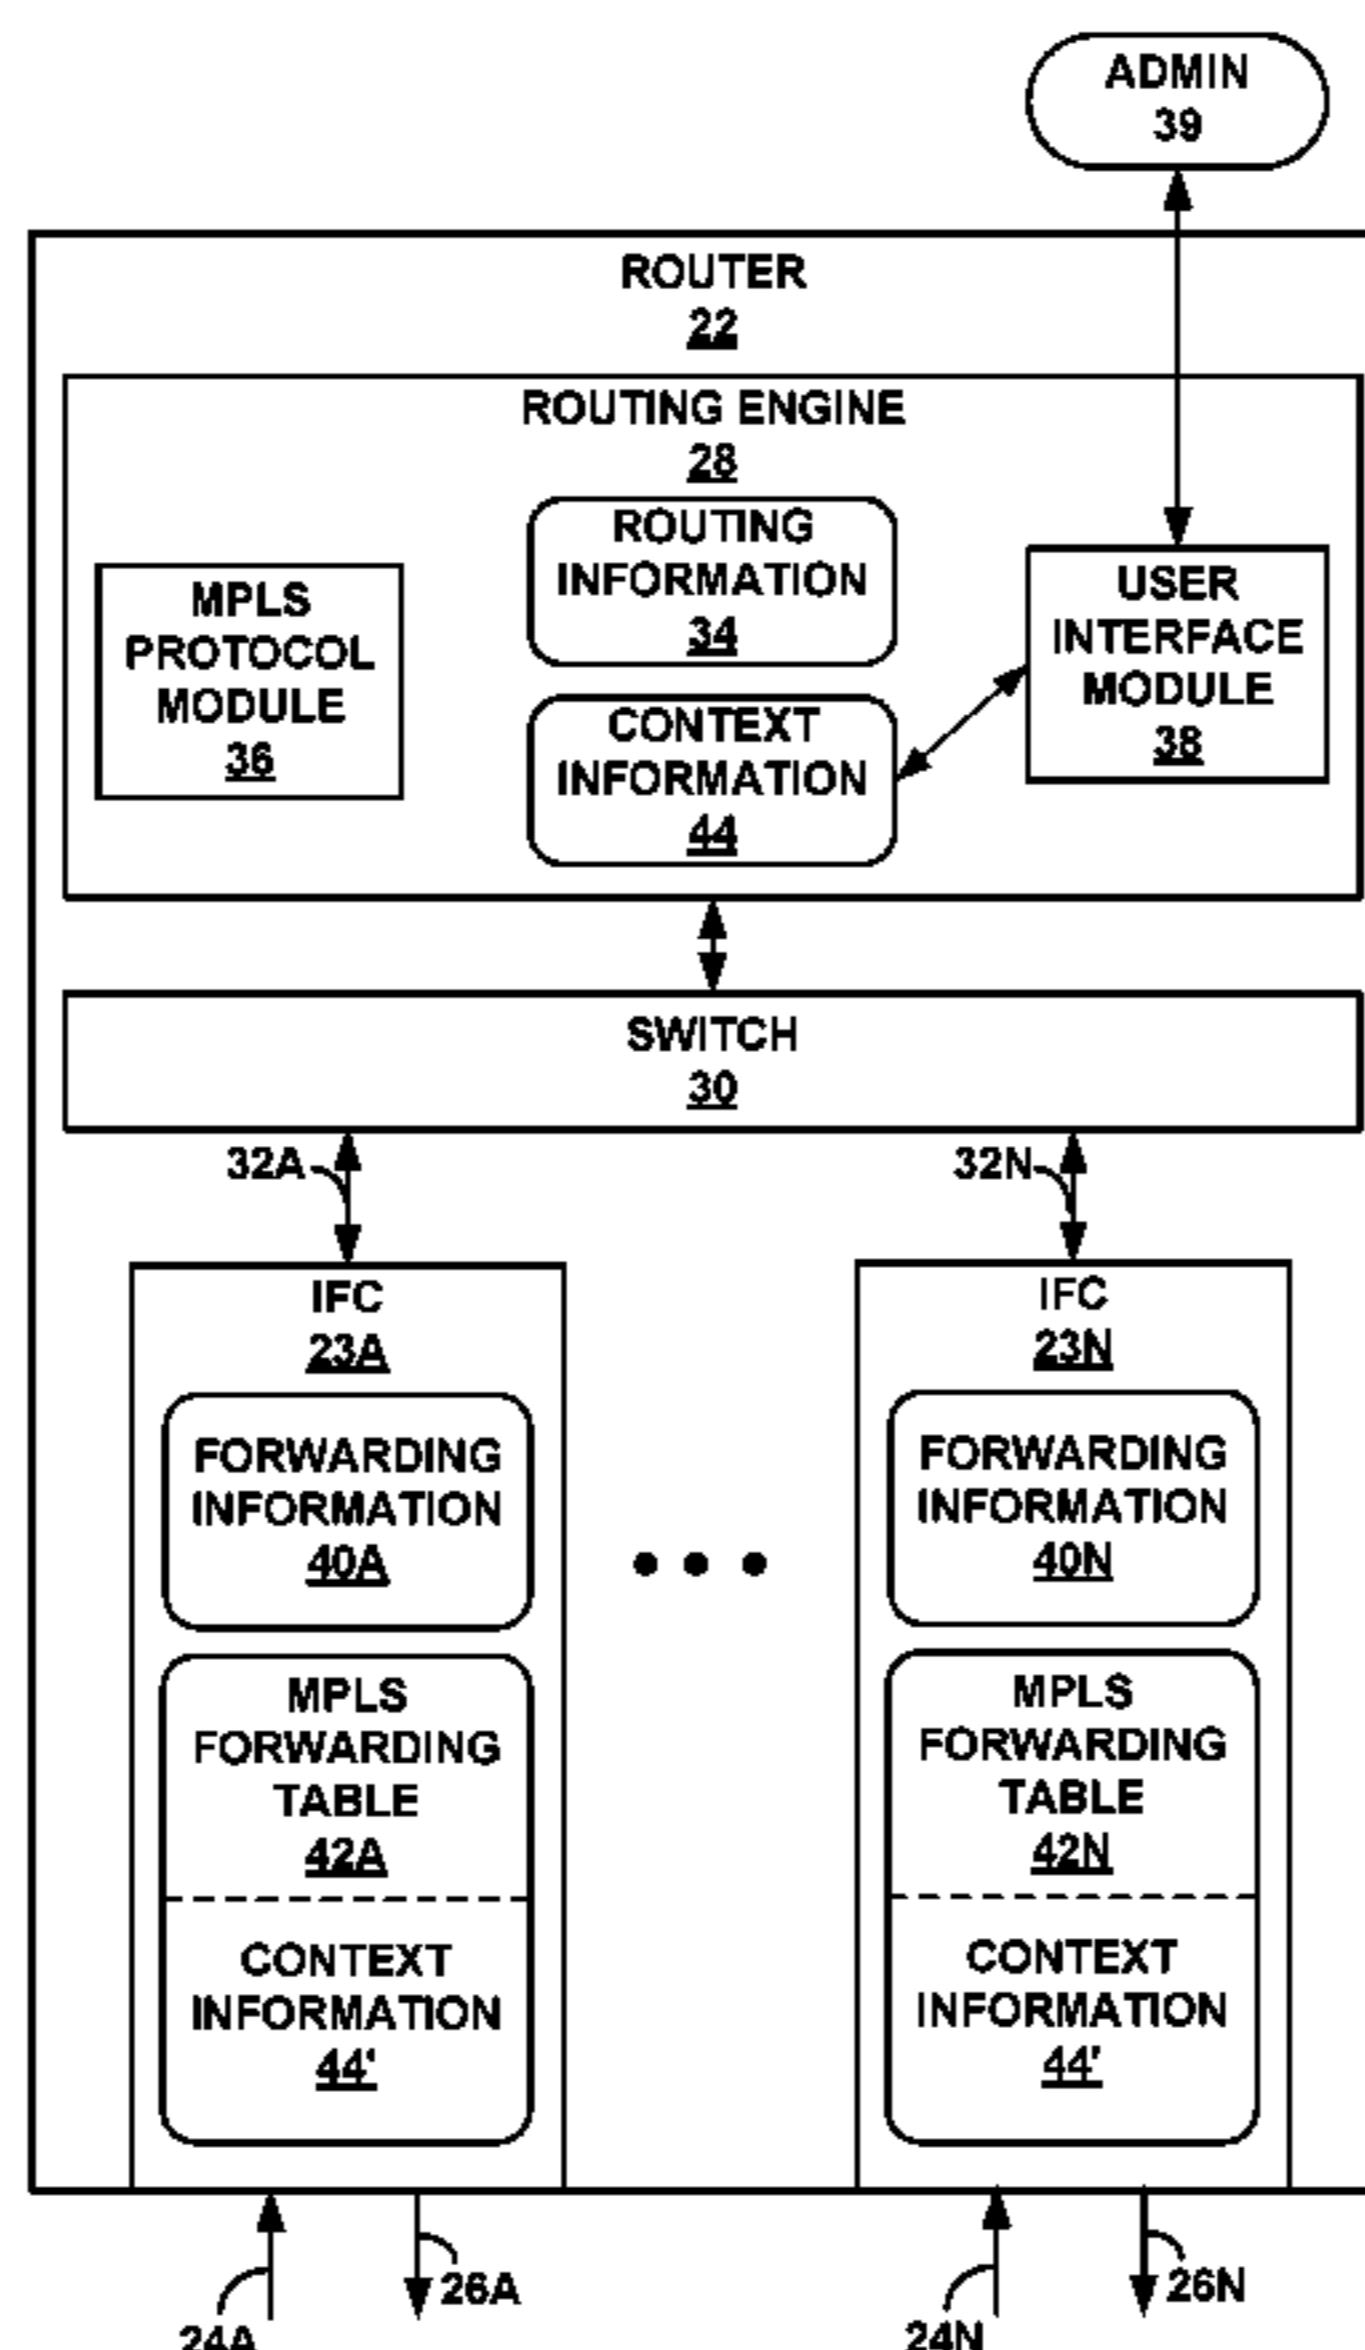 ADMIN
39
ROUTER
22
ROUTING ENGINE
28
ROUTING
INFORMATION
34
MPLS
PROTOCOL
MODULE
36
CONTEXT
INFORMATION
44
USER
INTERFACE
MODULE
38
SWITCH
30
32A
32N
IFC
23A
FORWARDING
INFORMATION
40A
MPLS
FORWARDING
TABLE
42A
CONTEXT
INFORMATION
44'
IFC
23N
FORWARDING
INFORMATION
40N
MPLS
FORWARDING
TABLE
42N
CONTEXT
INFORMATION
44'
24A
26A
24N
26N